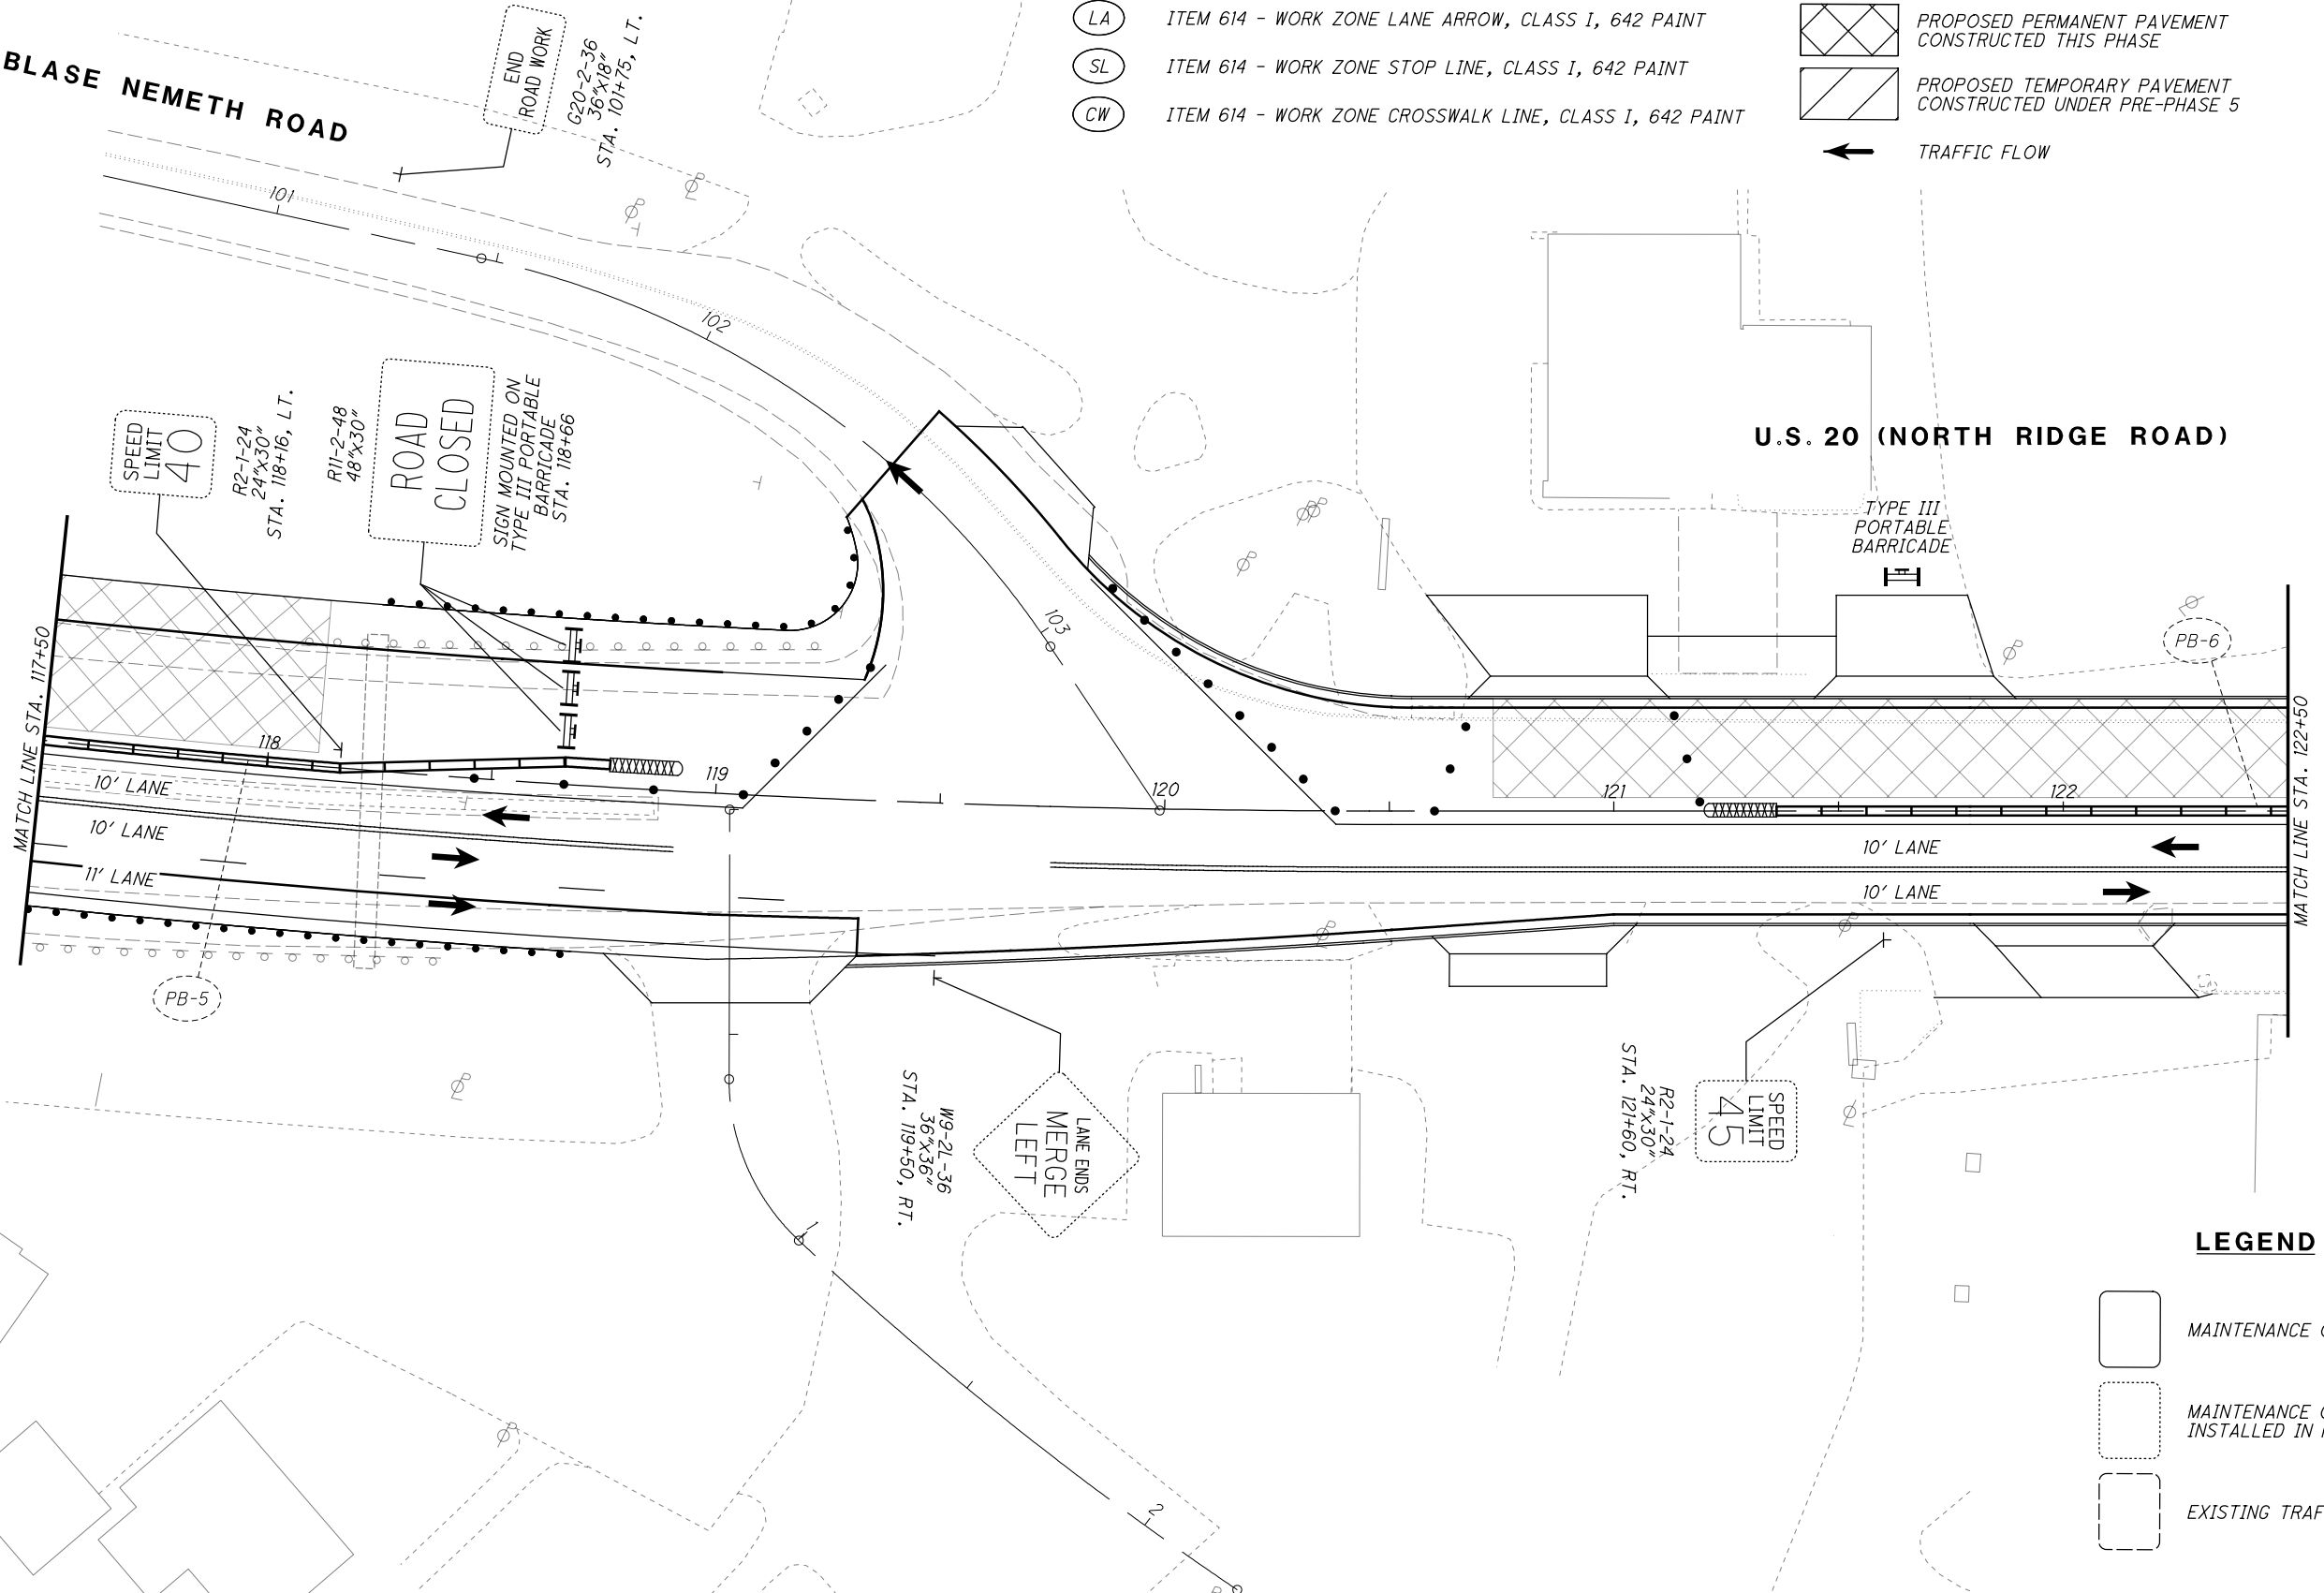 LA
ITEM 614 - WORK ZONE LANE ARROW, CLASS I, 642 PAINT
SL
ITEM 614 - WORK ZONE STOP LINE, CLASS I, 642 PAINT
CW
ITEM 614 - WORK ZONE CROSSWALK LINE, CLASS I, 642 PAINT
PROPOSED PERMANENT PAVEMENT
CONSTRUCTED THIS PHASE
PROPOSED TEMPORARY PAVEMENT
CONSTRUCTED UNDER PRE-PHASE 5
TRAFFIC FLOW
BLASE NEMETH ROAD
END
ROAD WORK
G20-2-36
36"x18"
STA. 101+75, LT.
101
102
103
SPEED
LIMIT
40
R2-1-24
24"x30"
STA. 118+16, LT.
R11-2-48
48"x30"
ROAD
CLOSED
SIGN MOUNTED ON
TYPE III PORTABLE
BARRICADE
STA. 118+66
U.S. 20 (NORTH RIDGE ROAD)
TYPE III
PORTABLE
BARRICADE
PB-6
MATCH LINE STA. 117+50
118
119
120
121
122
MATCH LINE STA. 122+50
10' LANE
10' LANE
11' LANE
10' LANE
10' LANE
PB-5
LANE ENDS
MERGE
LEFT
W9-2L-36
36"x36"
STA. 119+50, RT.
SPEED
LIMIT
45
R2-1-24
24"x30"
STA. 121+60, RT.
1
2
LEGEND
MAINTENANCE
MAINTENANCE
INSTALLED IN
EXISTING